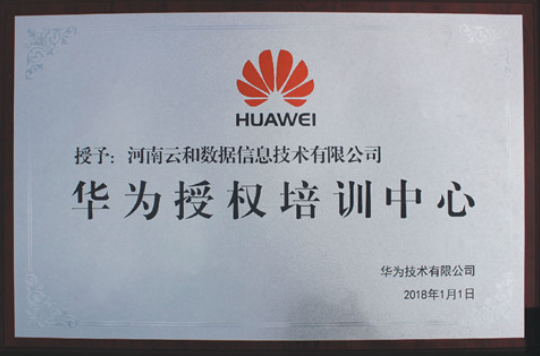 HUAWEI
授予：河南云和数据信息技术有限公司
华为授权培训中心
华为技术有限公司
2018年1月1日